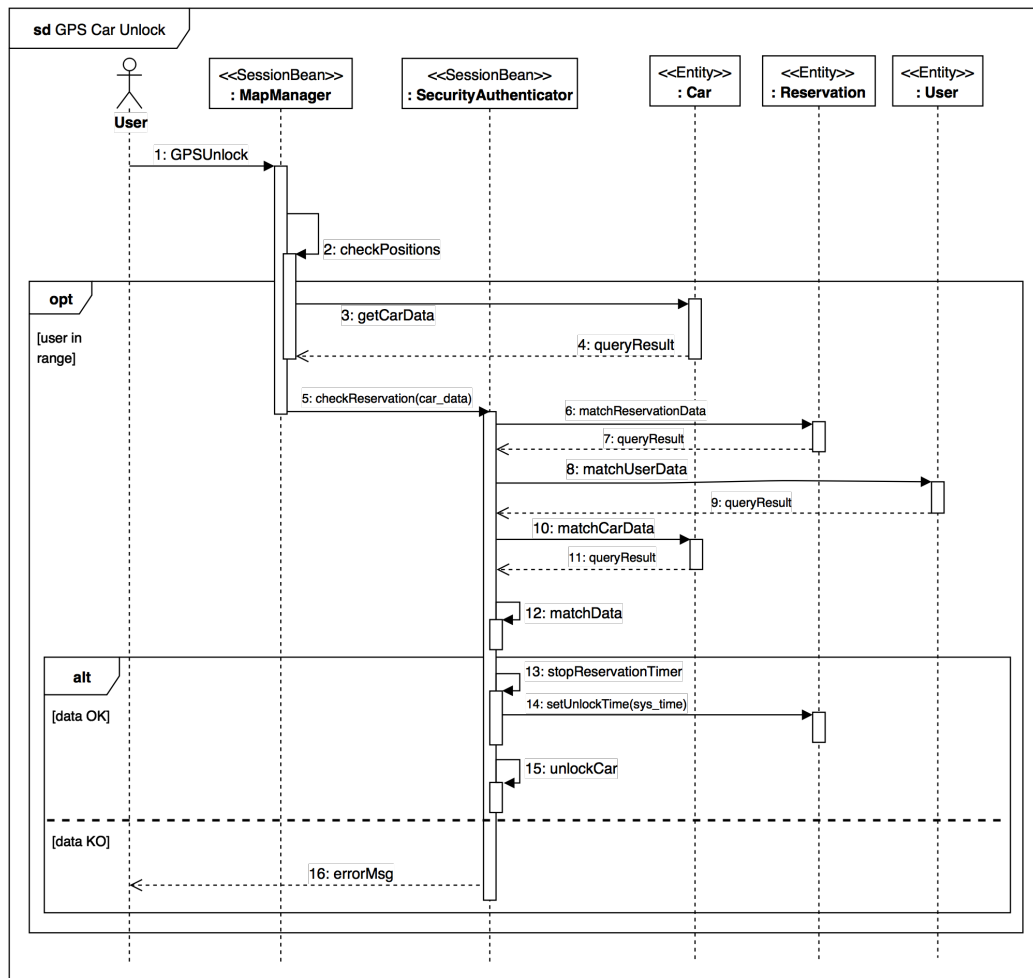 sd GPS Car Unlock
<<SessionBean>>
: MapManager
<<SessionBean>>
: SecurityAuthenticator
<<Entity>>
: Car
<<Entity>>
: Reservation
<<Entity>>
: User
User
1: GPSUnlock
2: checkPositions
opt
[user in
range]
3: getCarData
4: queryResult
5: checkReservation(car_data)
6: matchReservationData
7: queryResult
8: matchUserData
9: queryResult
10: matchCarData
11: queryResult
12: matchData
alt
[data OK]
13: stopReservationTimer
14: setUnlockTime(sys_time)
15: unlockCar
[data KO]
16: errorMsg